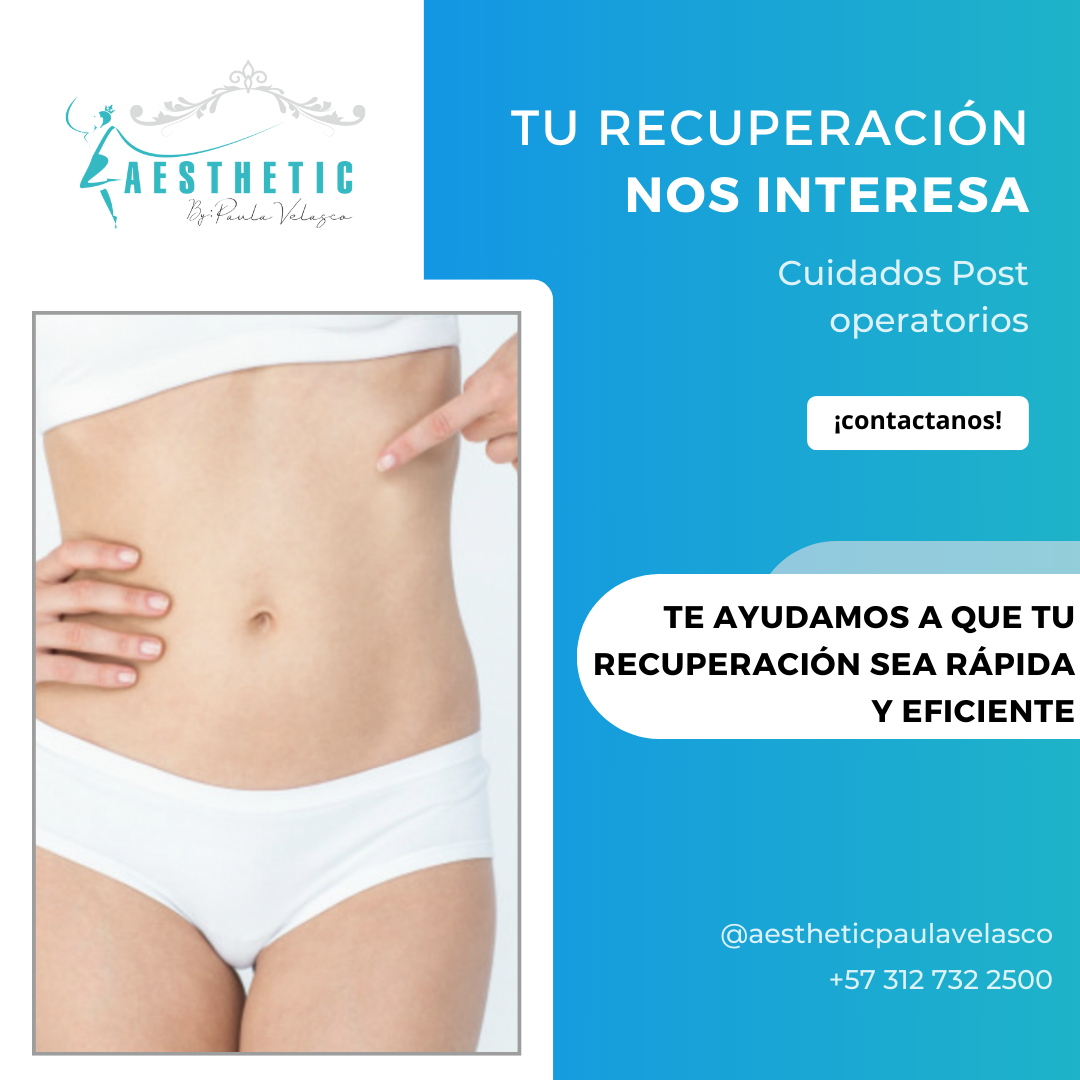 AESTHETIC
By: Paula Velasco
TU RECUPERACIÓN
NOS INTERESA
Cuidados Post
operatorios
¡contactanos!
TE AYUDAMOS A QUE TU
RECUPERACIÓN SEA RÁPIDA
Y EFICIENTE
@aestheticpaulavelasco
+57 312 732 2500